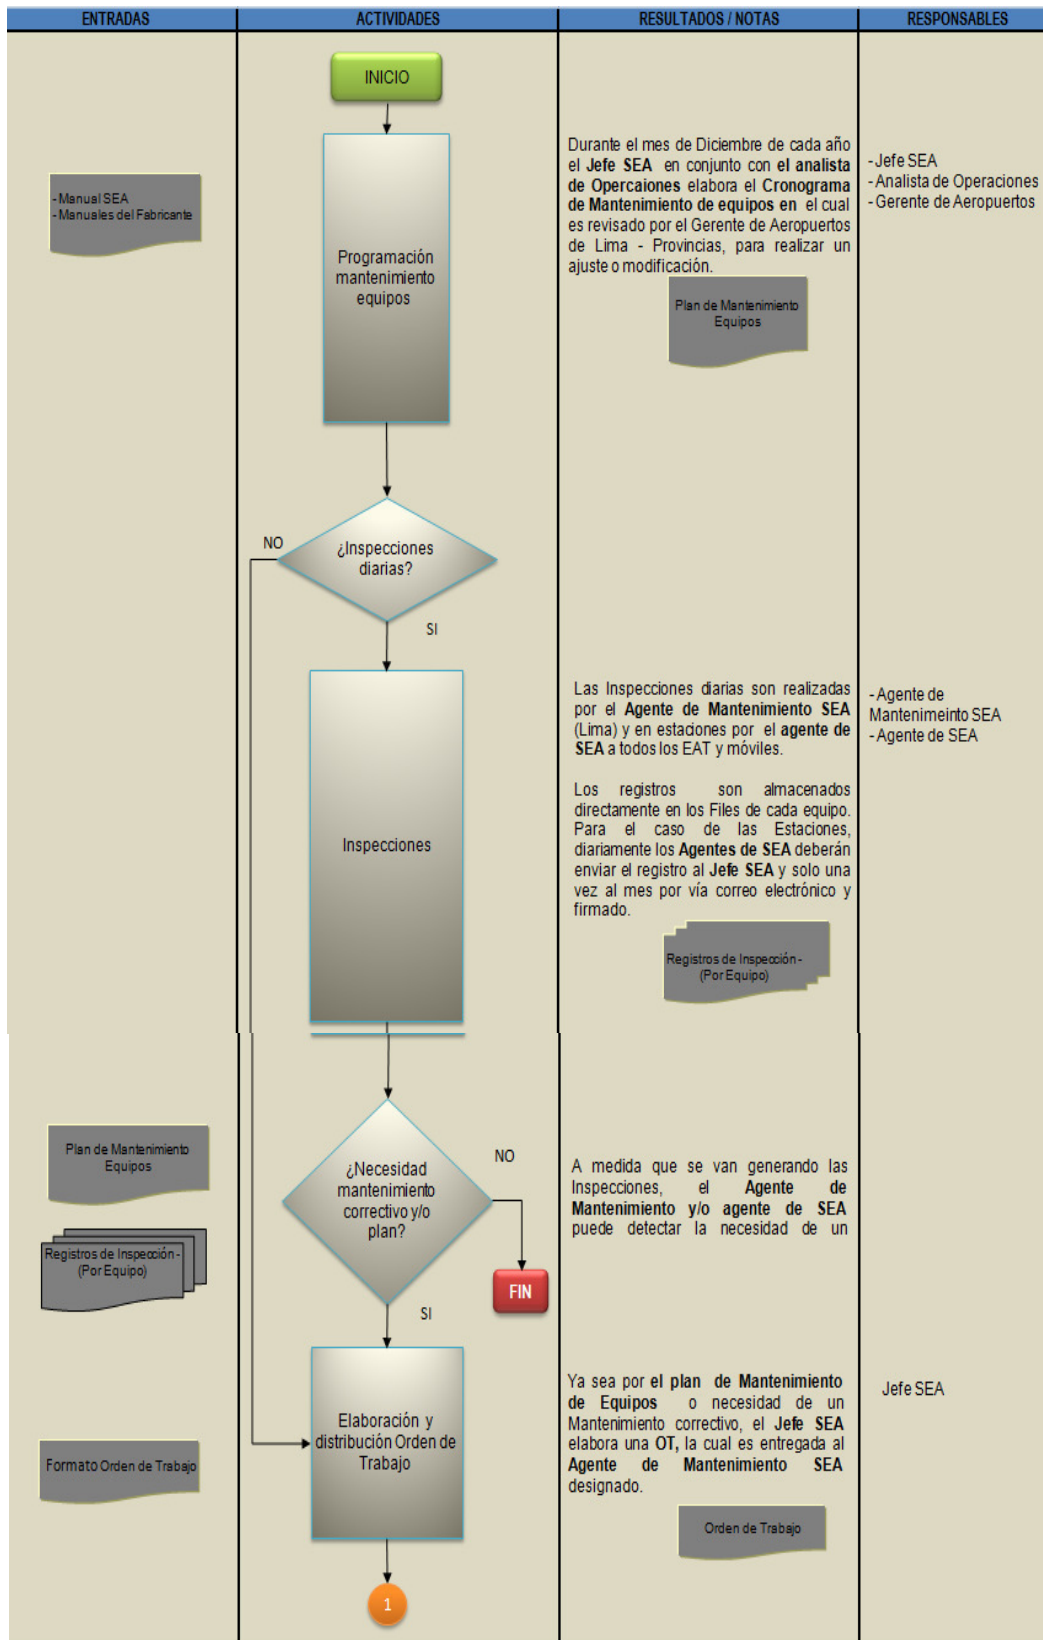 ENTRADAS
ACTIVIDADES
RESULTADOS / NOTAS
RESPONSABLES
INICIO
- Manual SEA
- Manuales del Fabricante
Programación
mantenimiento
equipos
Durante el mes de Diciembre de cada año
el Jefe SEA en conjunto con el analista
de Opercaiones elabora el Cronograma
de Mantenimiento de equipos en el cual
es revisado por el Gerente de Aeropuertos
de Lima - Provincias, para realizar un
ajuste o modificación.
Plan de Mantenimiento
Equipos
- Jefe SEA
- Analista de Operaciones
- Gerente de Aeropuertos
NO
¿Inspecciones
diarias?
SI
Inspecciones
Las Inspecciones diarias son realizadas
por el Agente de Mantenimiento SEA
(Lima) y en estaciones por el agente de
SEA a todos los EAT y móviles.
Los registros son almacenados
directamente en los Files de cada equipo.
Para el caso de las Estaciones,
diariamente los Agentes de SEA deberán
enviar el registro al Jefe SEA y solo una
vez al mes por vía correo electrónico y
firmado.
Registros de Inspección -
(Por Equipo)
- Agente de
Mantenimeinto SEA
- Agente de SEA
Plan de Mantenimiento
Equipos
Registros de Inspección -
(Por Equipo)
¿Necesidad
mantenimiento
correctivo y/o
plan?
NO
FIN
SI
A medida que se van generando las
Inspecciones, el Agente de
Mantenimiento y/o agente de SEA
puede detectar la necesidad de un
Formato Orden de Trabajo
Elaboración y
distribución Orden de
Trabajo
Ya sea por el plan de Mantenimiento
de Equipos o necesidad de un
Mantenimiento correctivo, el Jefe SEA
elabora una OT, la cual es entregada al
Agente de Mantenimiento SEA
designado.
Orden de Trabajo
Jefe SEA
1